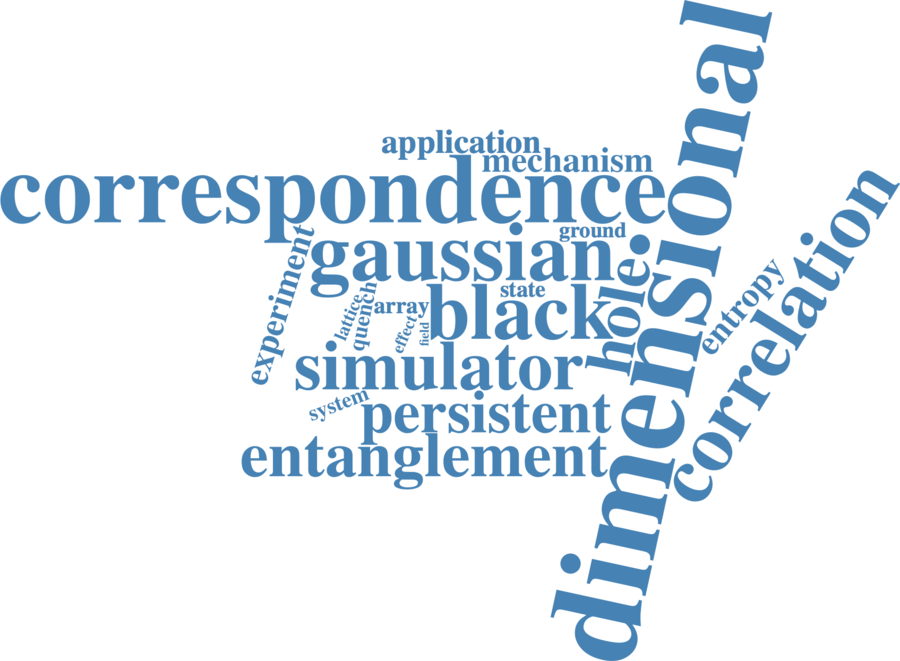 dimensional
application
mechanism
correspondence
correlation
ground
gaussian
experiment
hole
entropy
state
black
lattice
quench
array
effect
field
simulator
system
persistent
entanglement